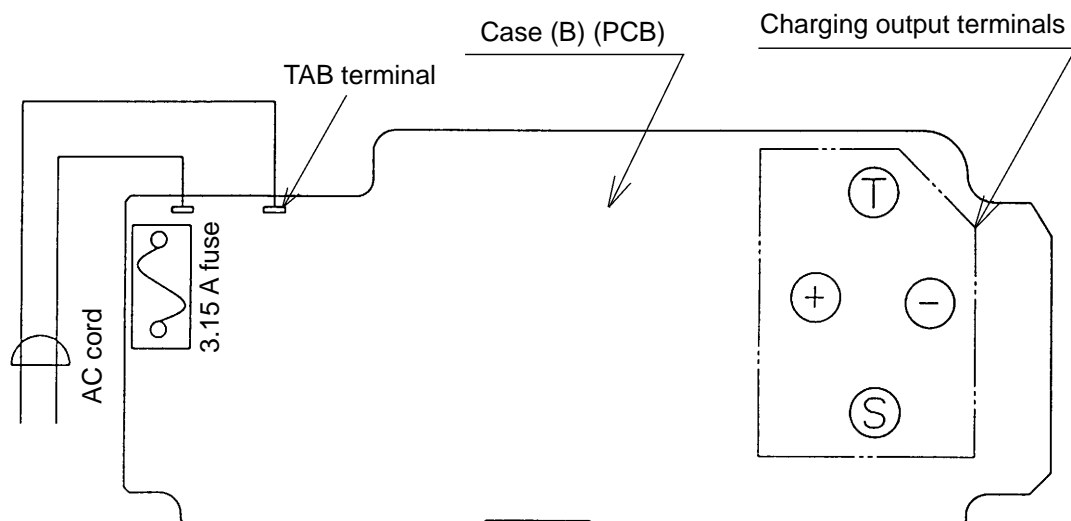 Charging output terminals
Case (B) (PCB)
TAB terminal
T
3.15 A fuse
+
−
AC cord
S